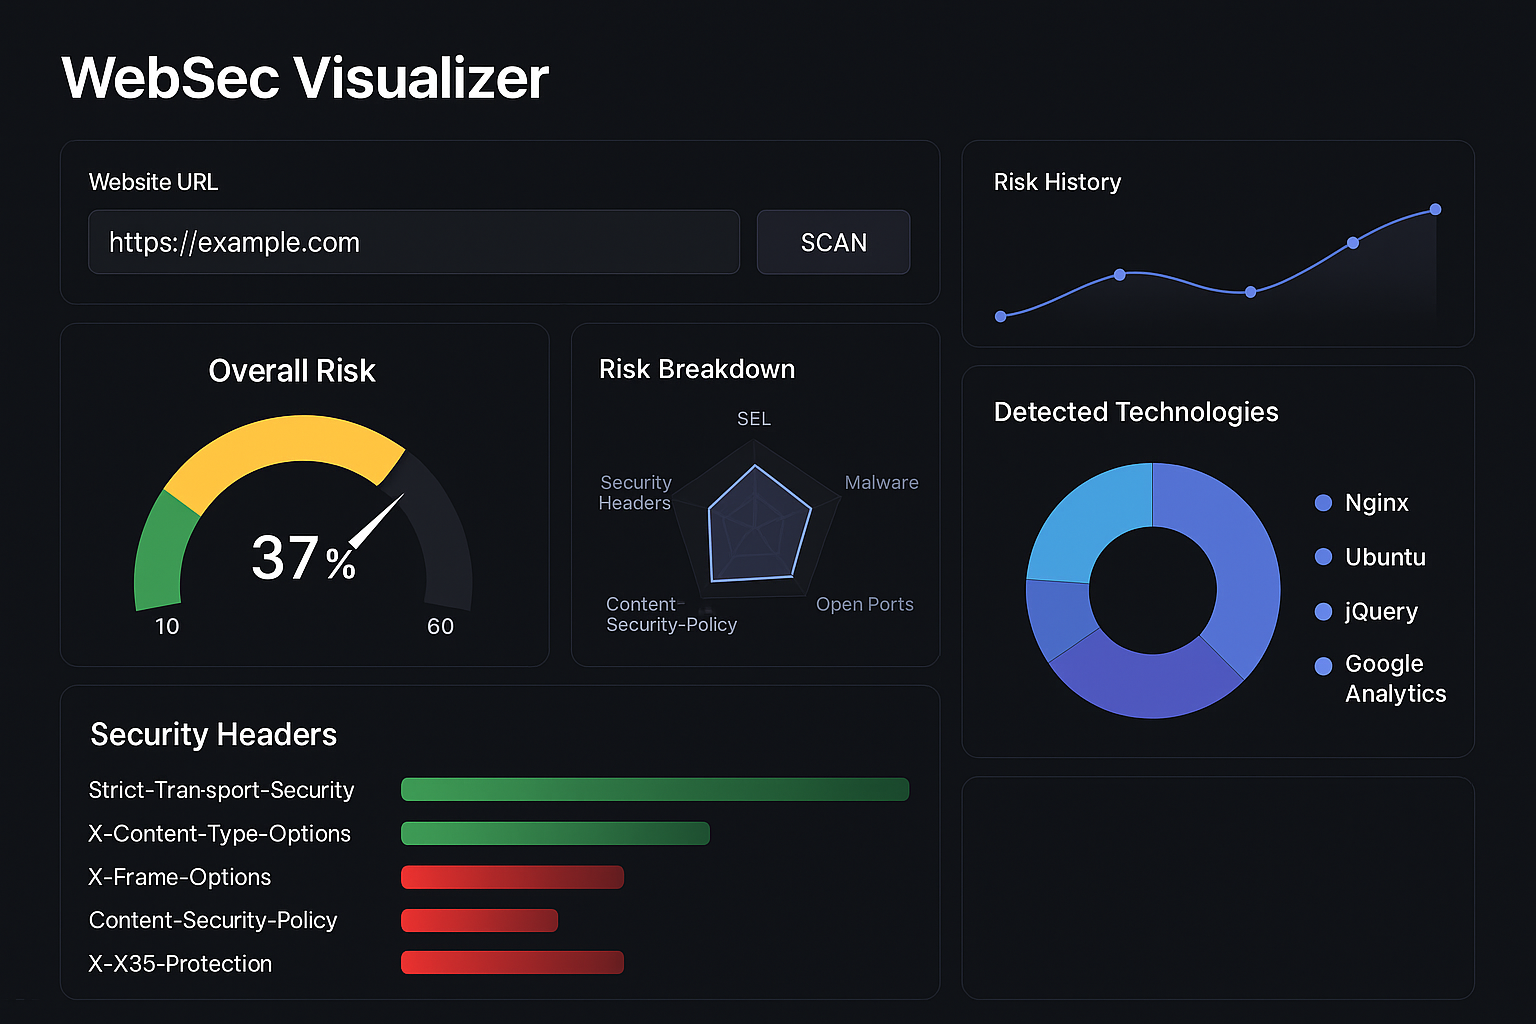 WebSec Visualizer
Website URL
https://example.com
SCAN
Risk History
Overall Risk
37%
10
60
Risk Breakdown
SEL
Security
Headers
Malware
Content-
Security-Policy
Open Ports
Detected Technologies
Nginx
Ubuntu
jQuery
Google
Analytics
Security Headers
Strict-Tran-sport-Security
X-Content-Type-Options
X-Frame-Options
Content-Security-Policy
X-X35-Protection